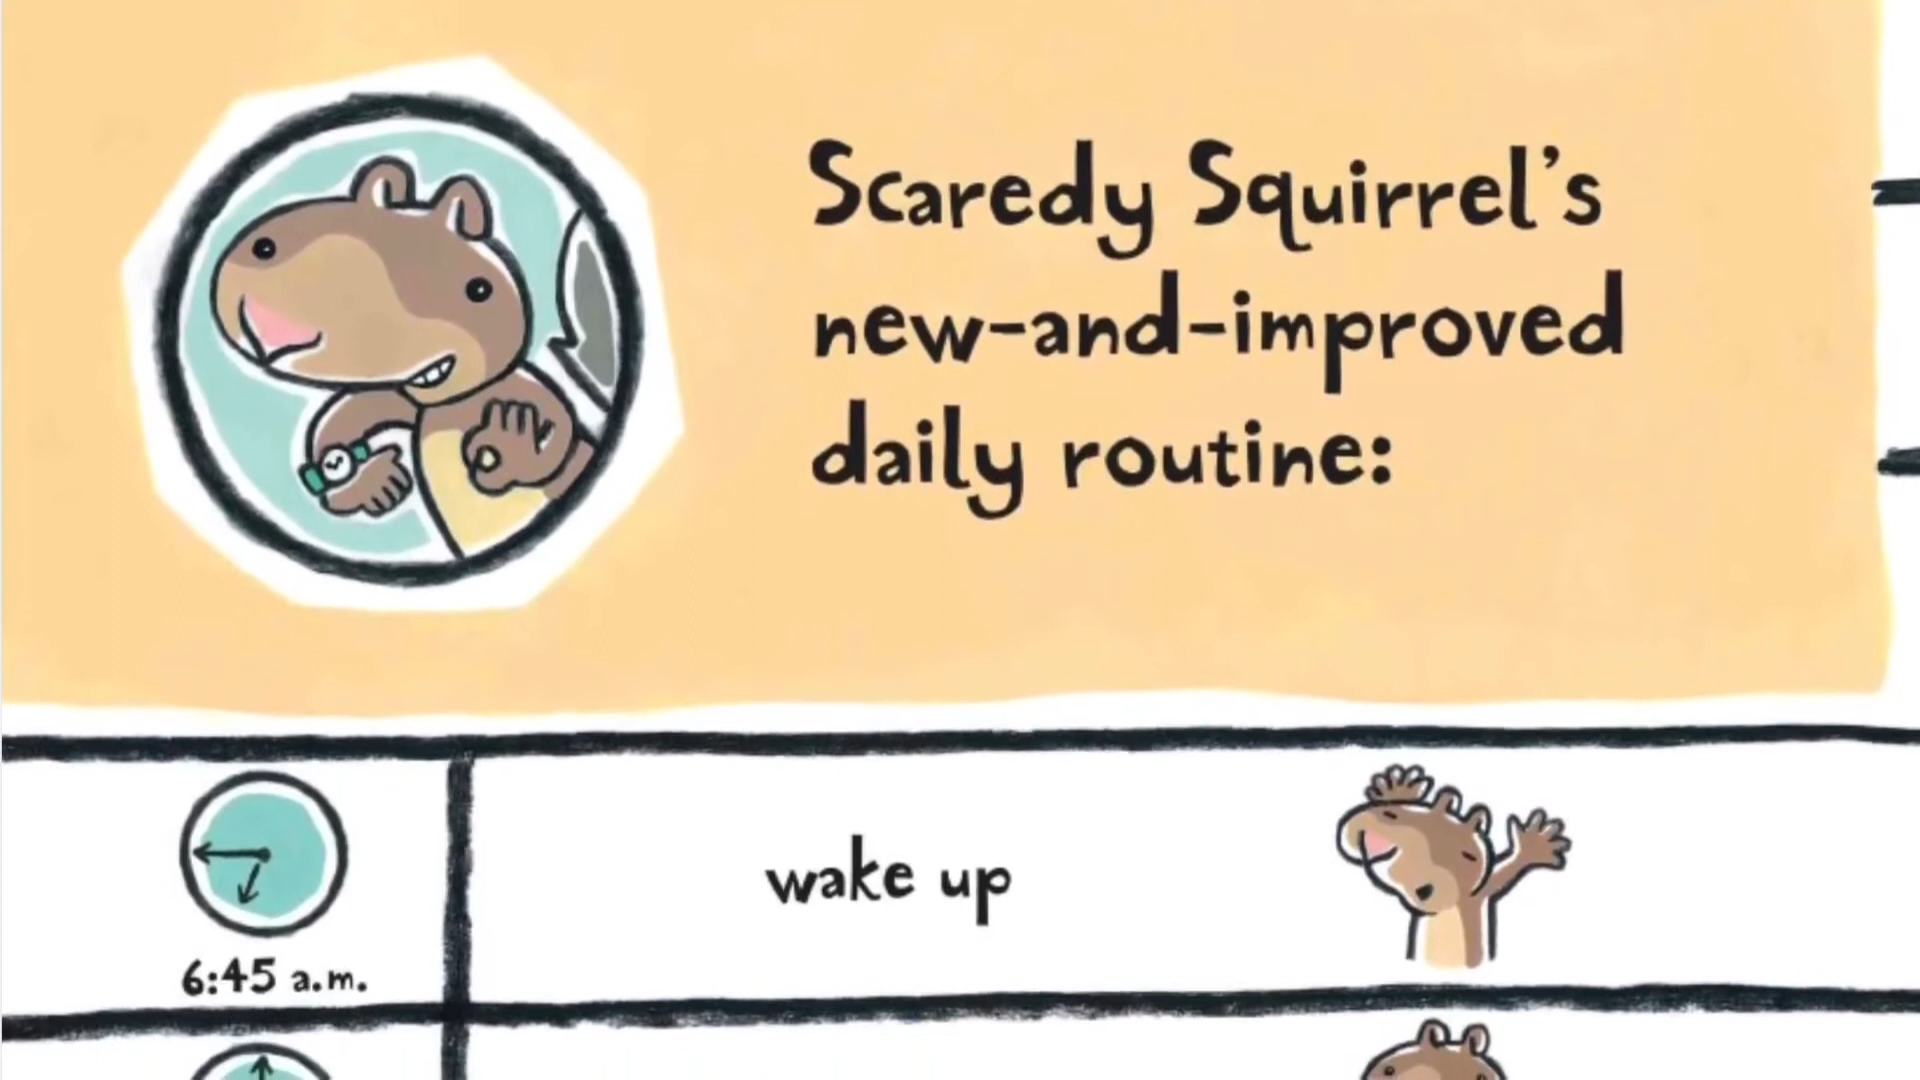 Scaredy Squirrel's
new-and-improved
daily routine:
wake up
6:45 a.m.